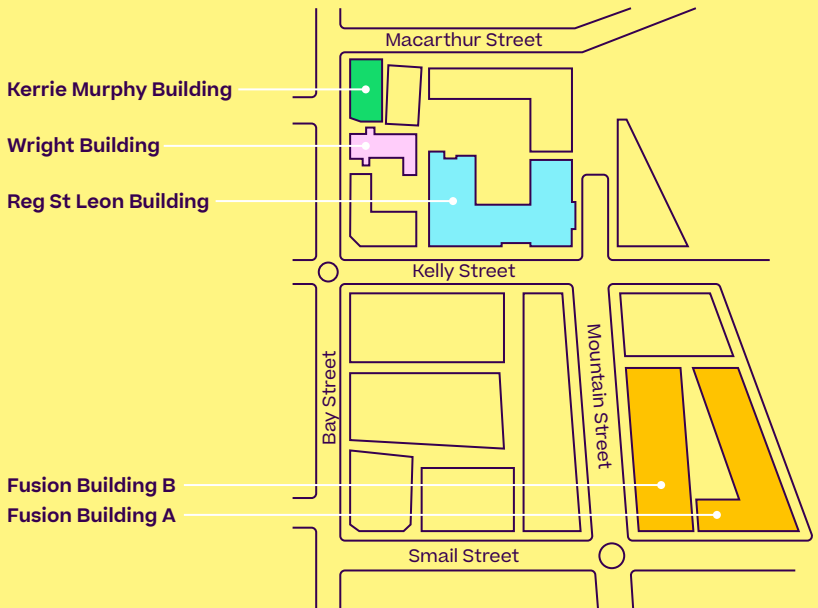 Macarthur Street
Kerrie Murphy Building
Wright Building
Reg St Leon Building
Kelly Street
Bay Street
Mountain Street
Fusion Building B
Fusion Building A
Smail Street